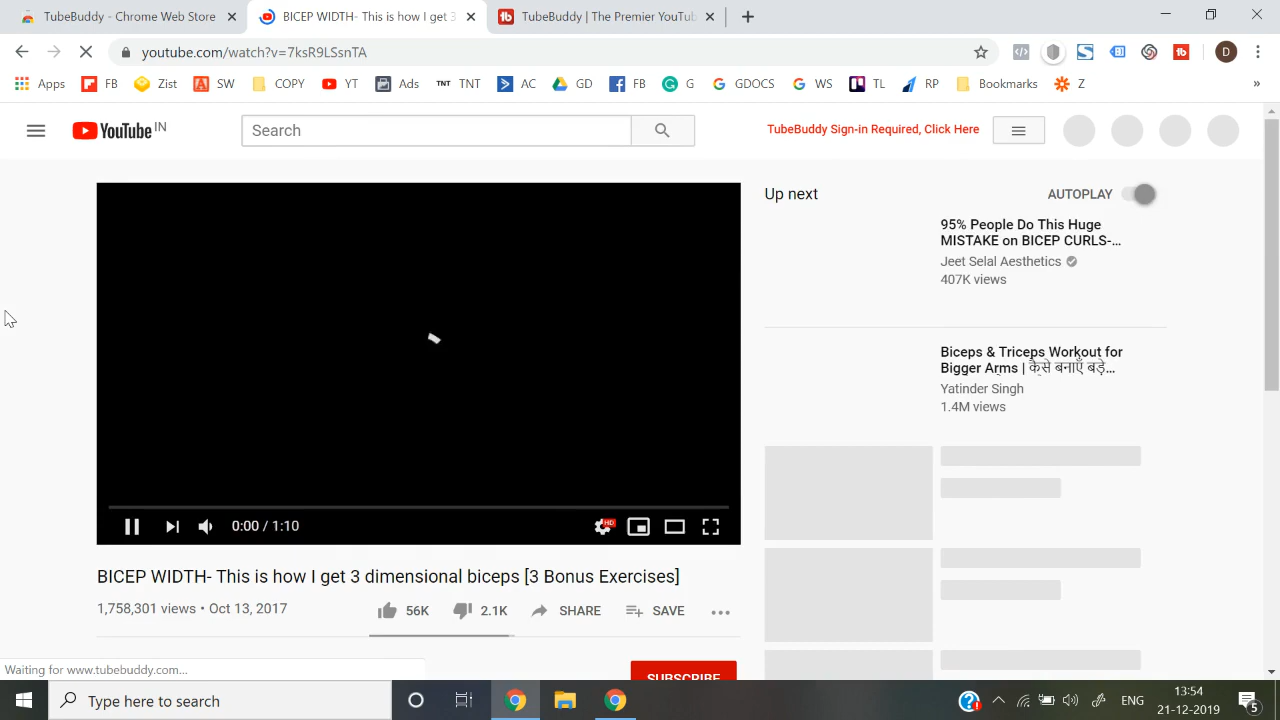 TubeBuddy - Chrome Web Store
BICEP WIDTH- This is how I get 3
TubeBuddy | The Premier YouTu
youtube.com/watch?v=7ksR9LSsnTA
D
Apps FB Zist SW COPY YT Ads TNT TNT AC GD FB G GDOCS WS TL RP Bookmarks Z »
YouTube IN
Search
TubeBuddy Sign-in Required, Click Here
Up next
AUTOPLAY
95% People Do This Huge
MISTAKE on BICEP CURLS-...
Jeet Selal Aesthetics
407K views
Biceps & Triceps Workout for
Bigger Arms | कैसे बनाएँ बड़े...
Yatinder Singh
1.4M views
0:00 / 1:10
HD
BICEP WIDTH- This is how I get 3 dimensional biceps [3 Bonus Exercises]
1,758,301 views • Oct 13, 2017
56K
2.1K
SHARE
SAVE
SUBSCRIBE
Waiting for www.tubebuddy.com...
Type here to search
ENG
13:54
21-12-2019
5